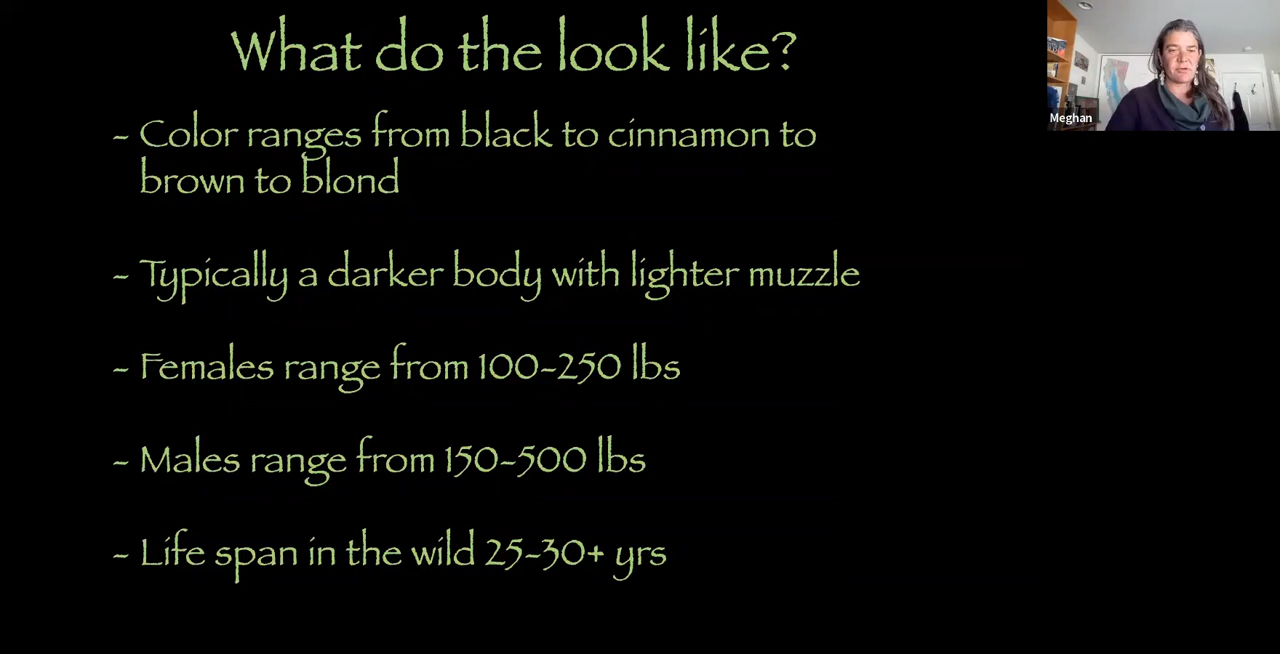 What do the look like?
- Color ranges from black to cinnamon to
brown to blond
- Typically a darker body with lighter muzzle
- Females range from 100-250 lbs
- Males range from 150-500 lbs
- Life span in the wild 25-30+ yrs
Meghan